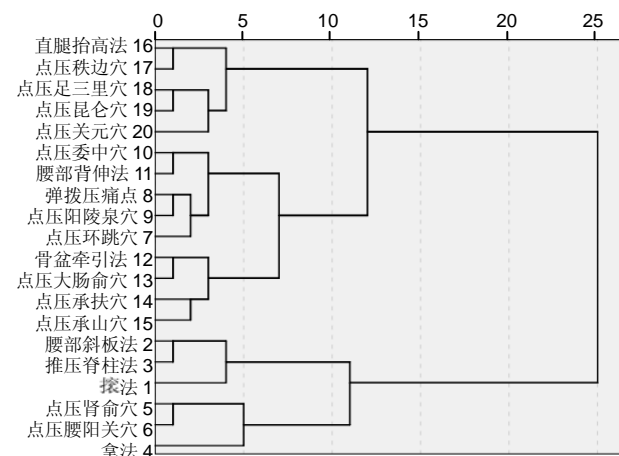 0 5 10 15 20 25
直腿抬高法 16
点压秩边穴 17
点压足三里穴 18
点压昆仑穴 19
点压关元穴 20
点压委中穴 10
腰部背伸法 11
弹拨压痛点 8
点压阳陵泉穴 9
点压环跳穴 7
骨盆牵引法 12
点压大肠俞穴 13
点压承扶穴 14
点压承山穴 15
腰部斜板法 2
推压脊柱法 3
㨰法 1
点压肾俞穴 5
点压腰阳关穴 6
拿法 4